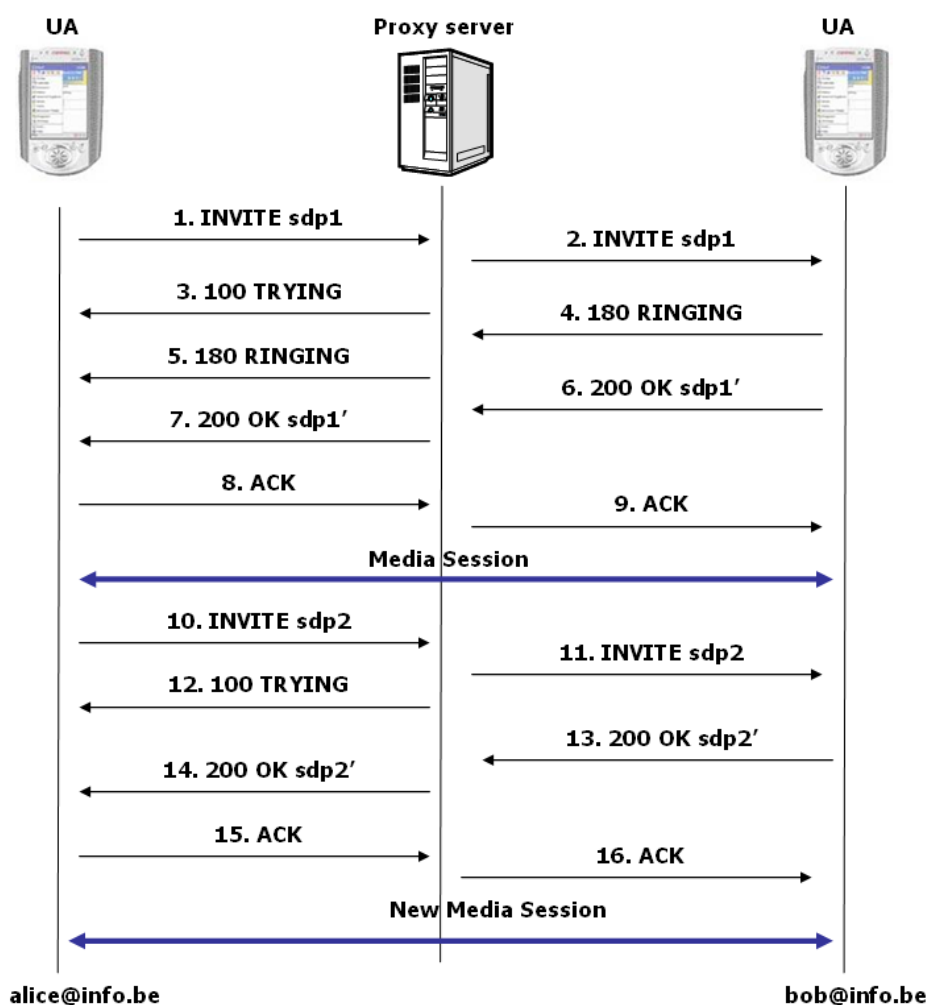 UA
Proxy server
UA
1. INVITE sdp1
2. INVITE sdp1
3. 100 TRYING
4. 180 RINGING
5. 180 RINGING
6. 200 OK sdp1′
7. 200 OK sdp1′
8. ACK
9. ACK
Media Session
10. INVITE sdp2
11. INVITE sdp2
12. 100 TRYING
13. 200 OK sdp2′
14. 200 OK sdp2′
15. ACK
16. ACK
New Media Session
alice@info.be
bob@info.be